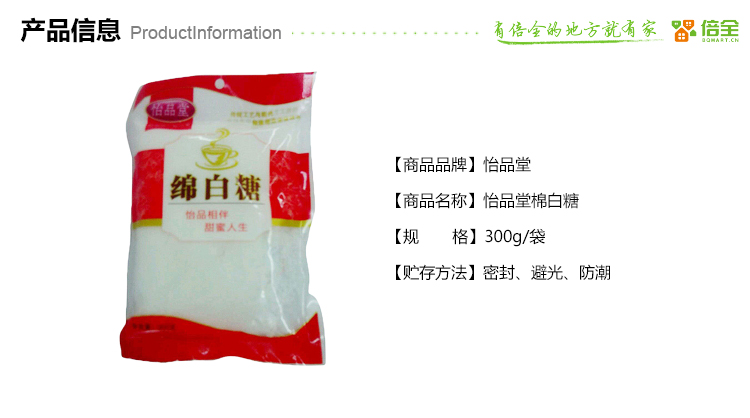 产品信息 ProductInformation
有倍全的地方就有家
倍全
BQMART.CN
怡品堂
绵白糖
怡品相伴
甜蜜人生
【商品品牌】怡品堂
【商品名称】怡品堂棉白糖
【规 格】300g/袋
【贮存方法】密封、避光、防潮